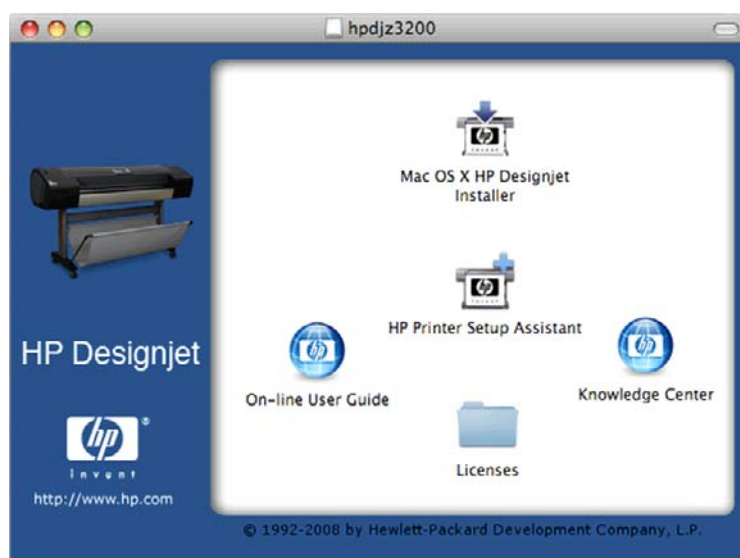 hpdjz3200
Mac OS X HP Designjet
Installer
HP Printer Setup Assistant
On-line User Guide
Knowledge Center
Licenses
HP Designjet
hp
®
invent
http://www.hp.com
© 1992-2008 by Hewlett-Packard Development Company, L.P.